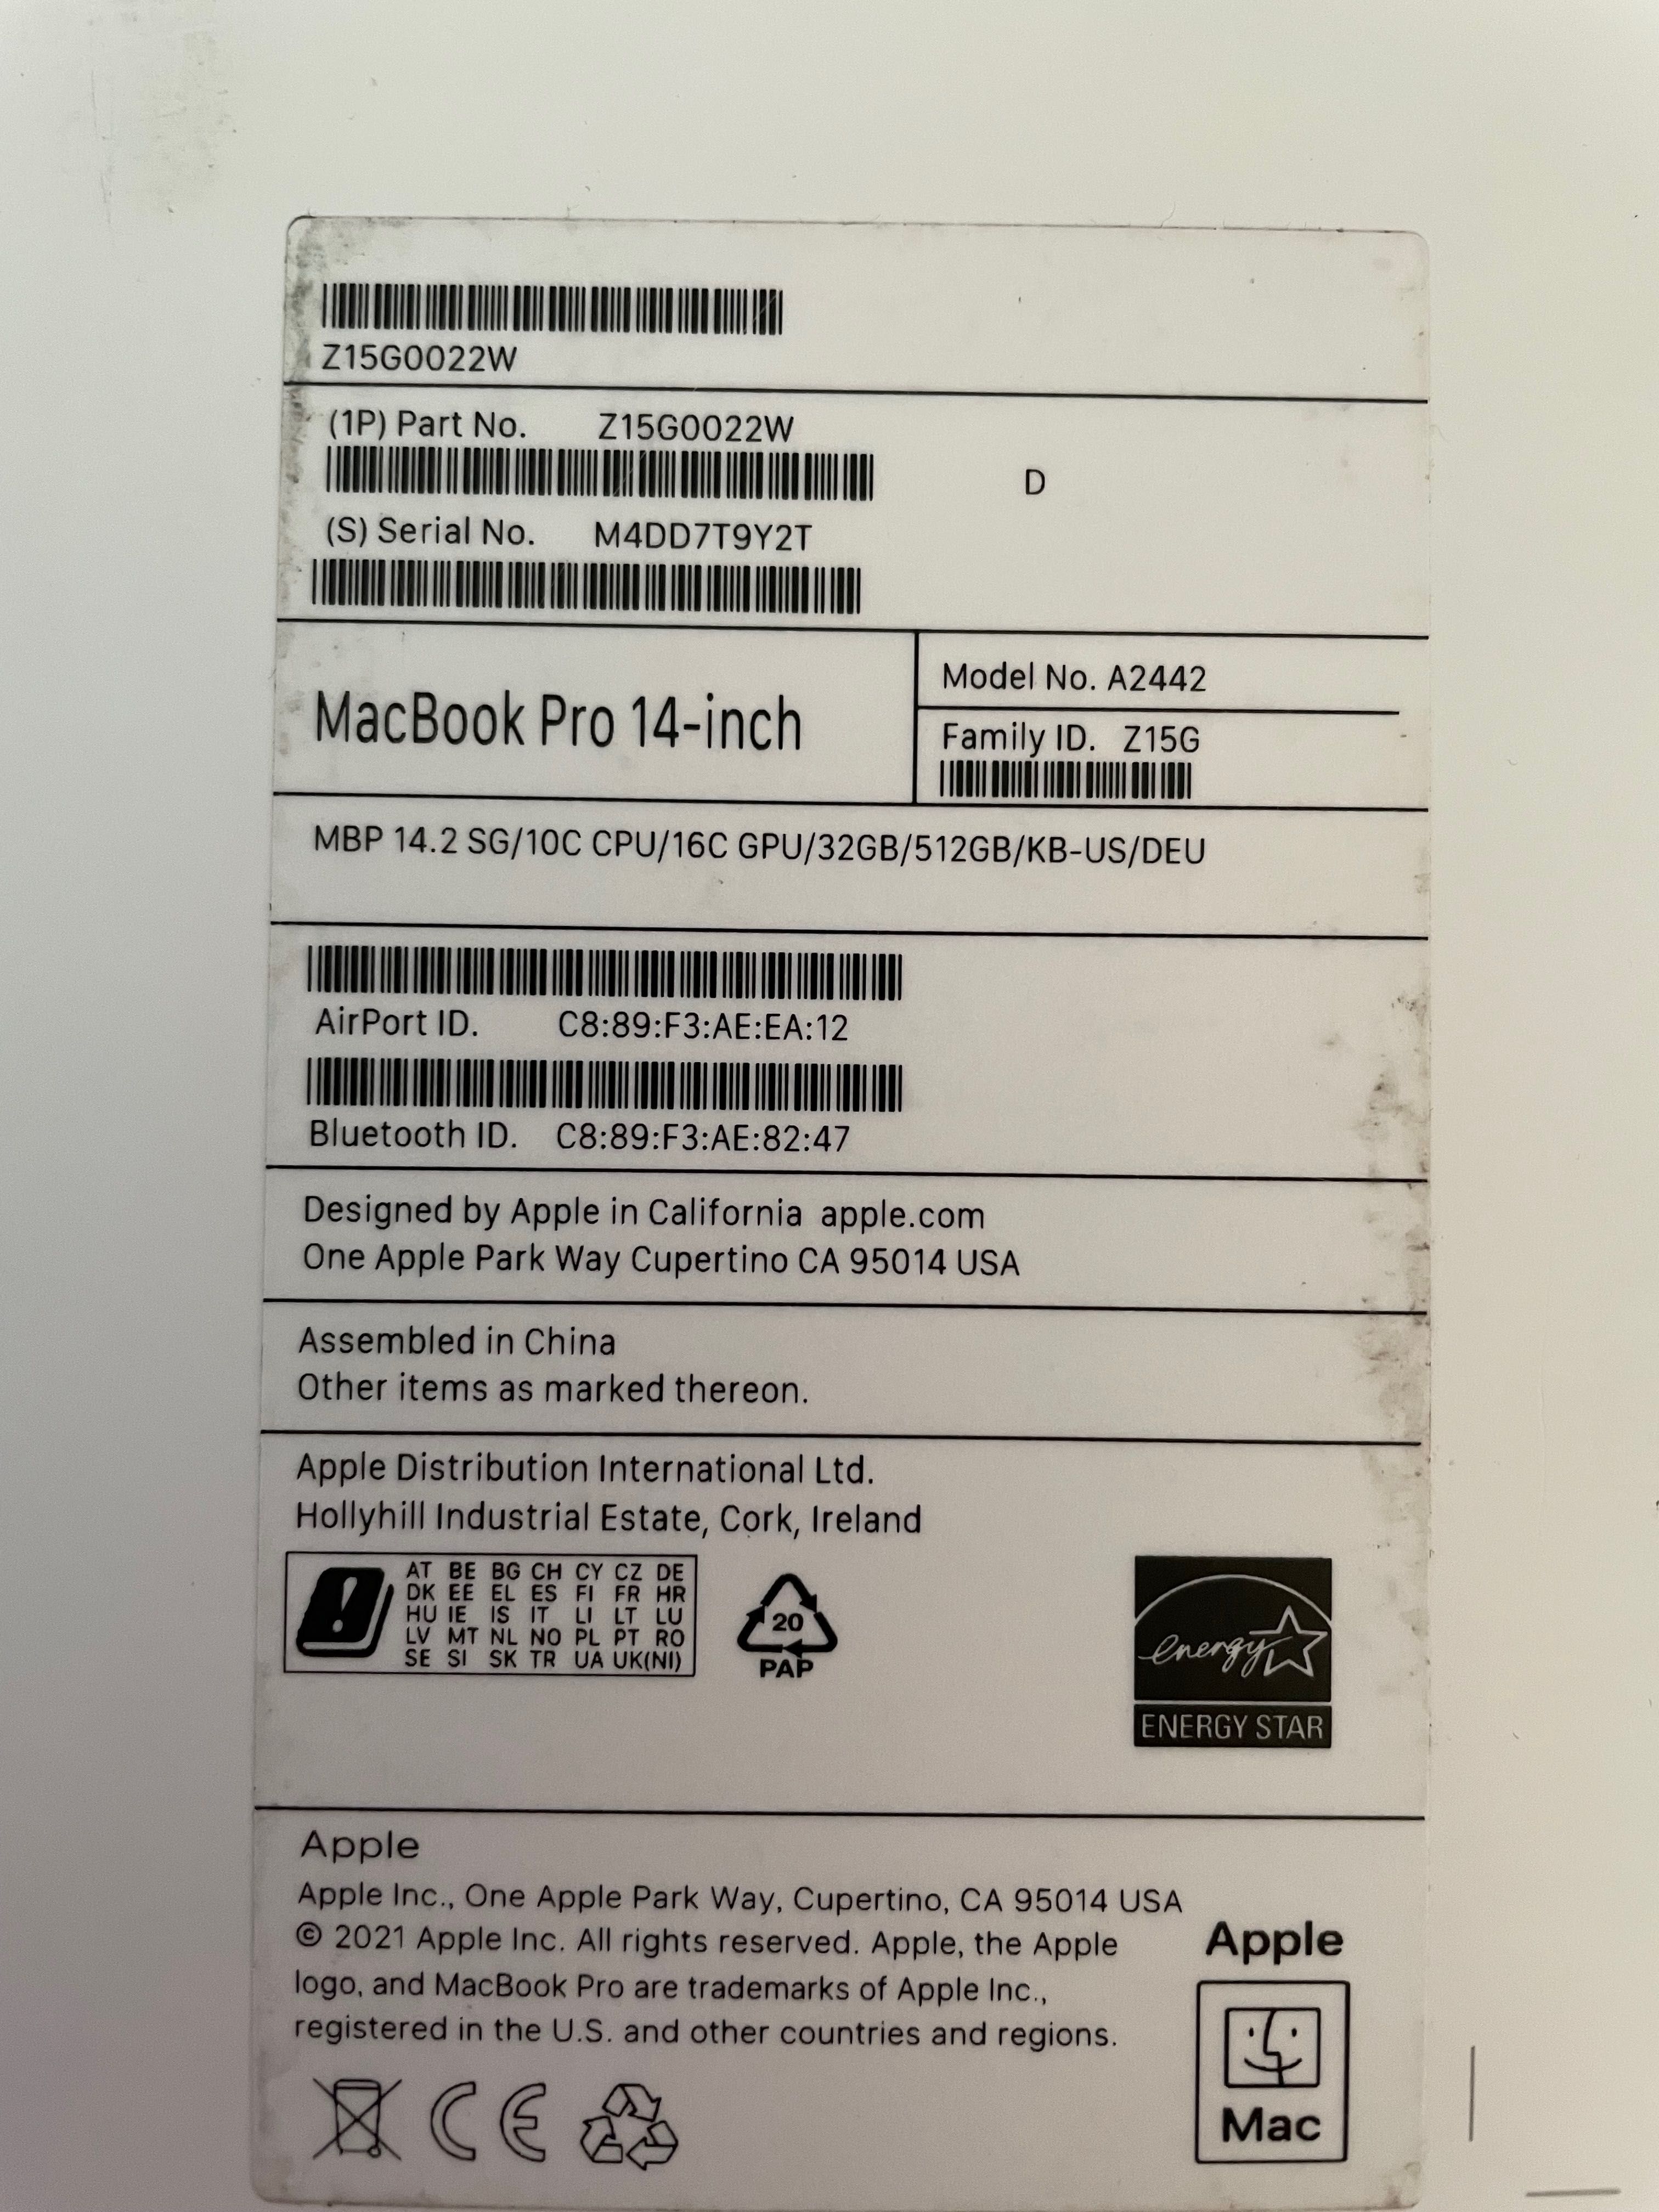 Z15G0022W
(1P) Part No. Z15G0022W
D
(S) Serial No. M4DD7T9Y2T
MacBook Pro 14-inch
Model No. A2442
Family ID. Z15G
MBP 14.2 SG/10C CPU/16C GPU/32GB/512GB/KB-US/DEU
AirPort ID. C8:89:F3:AE:EA:12
Bluetooth ID. C8:89:F3:AE:82:47
Designed by Apple in California apple.com
One Apple Park Way Cupertino CA 95014 USA
Assembled in China
Other items as marked thereon.
Apple Distribution International Ltd.
Hollyhill Industrial Estate, Cork, Ireland
AT BE BG CH CY CZ DE
DK EE EL ES FI FR HR
HU IE IS IT LI LT LU
LV MT NL NO PL PT RO
SE SI SK TR UA UK(NI)
20
PAP
energy
ENERGY STAR
Apple
Apple Inc., One Apple Park Way, Cupertino, CA 95014 USA
© 2021 Apple Inc. All rights reserved. Apple, the Apple
logo, and MacBook Pro are trademarks of Apple Inc.,
registered in the U.S. and other countries and regions.
CE
Apple
Mac